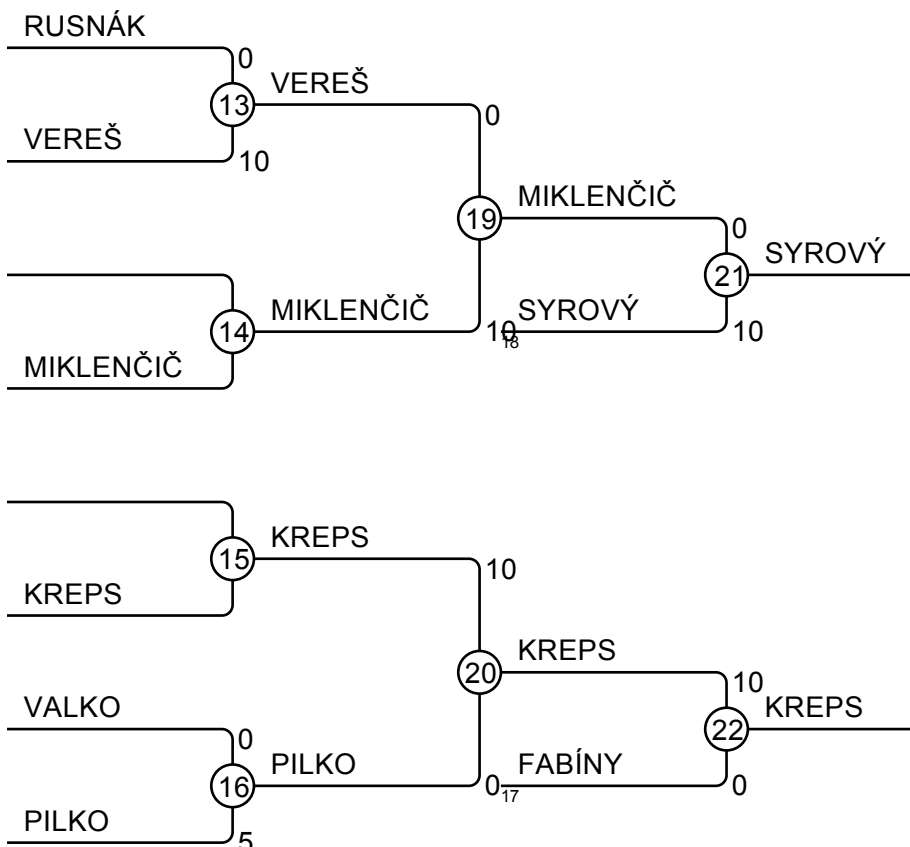 RUSNÁK
0
13
VEREŠ
0
VEREŠ
10
19
MIKLENČIČ
0
21
SYROVÝ
14
MIKLENČIČ
10
18
SYROVÝ
10
MIKLENČIČ
15
KREPS
10
KREPS
20
KREPS
10
VALKO
0
22
KREPS
16
PILKO
0
17
FABÍNY
0
PILKO
5